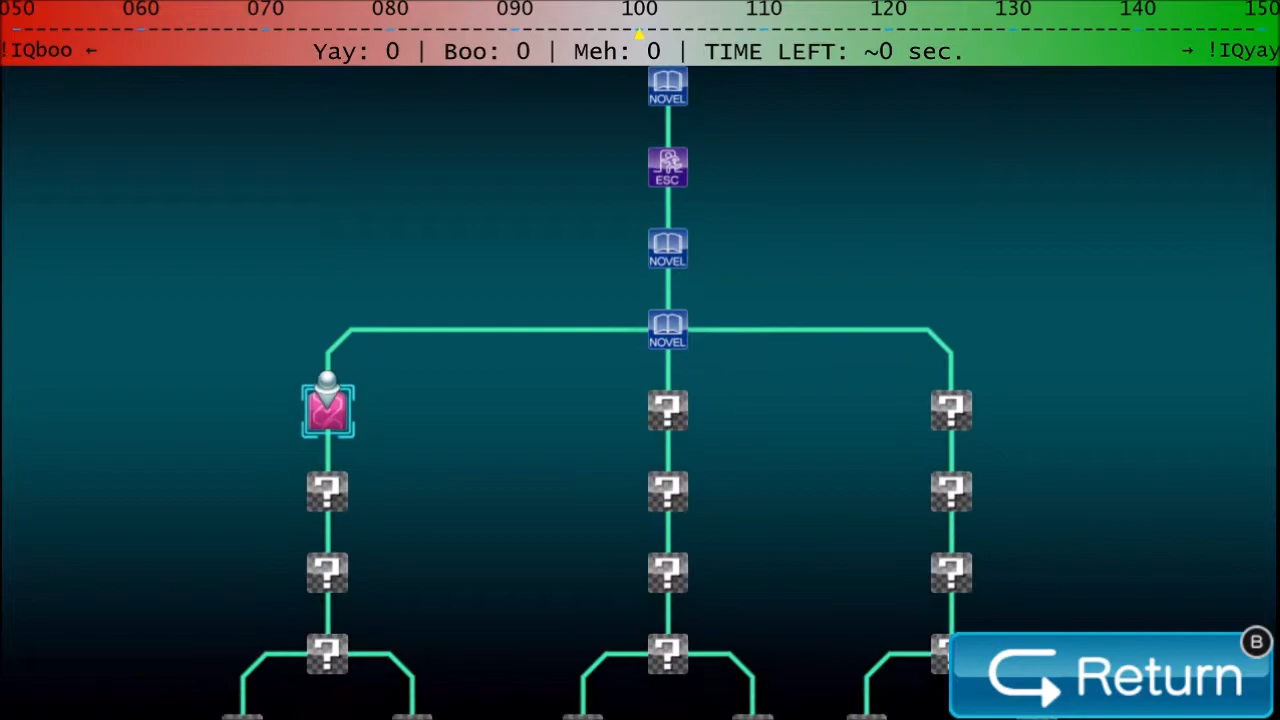 050 060 070 080 090 100 110 120 130 140 150
!IQboo ← Yay: 0 | Boo: 0 | Meh: 0 | TIME LEFT: ~0 sec. → !IQyay
NOVEL
ESC
NOVEL
NOVEL
? ?
? ? ?
? ? ?
? ? ?
B
Return